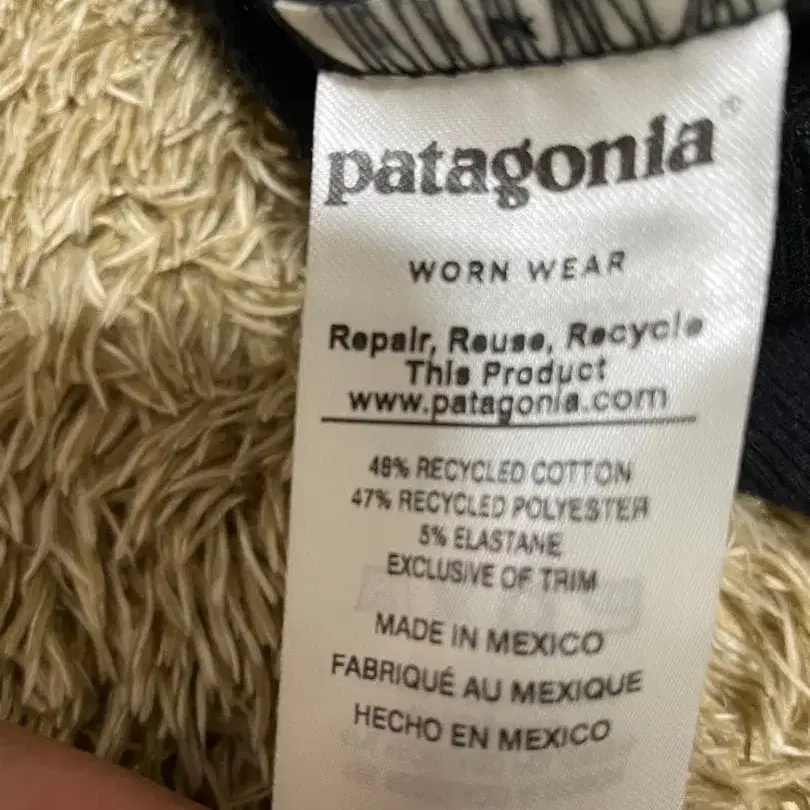 patagonia®
WORN WEAR
Repair, Reuse, Recycle
This Product
www.patagonia.com
48% RECYCLED COTTON
47% RECYCLED POLYESTER
5% ELASTANE
EXCLUSIVE OF TRIM
MADE IN MEXICO
FABRIQUÉ AU MEXIQUE
HECHO EN MEXICO